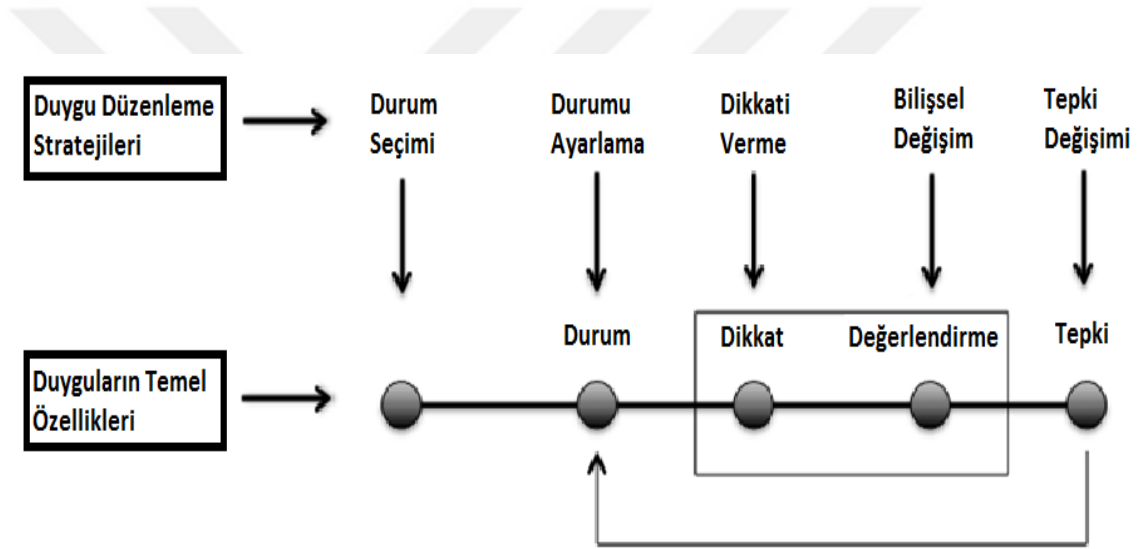 Duygu Düzenleme
Stratejileri
Durum
Seçimi
Durumu
Ayarlama
Dikkati
Verme
Bilişsel
Değişim
Tepki
Değişimi
Durum
Dikkat
Değerlendirme
Tepki
Duyguların Temel
Özellikleri